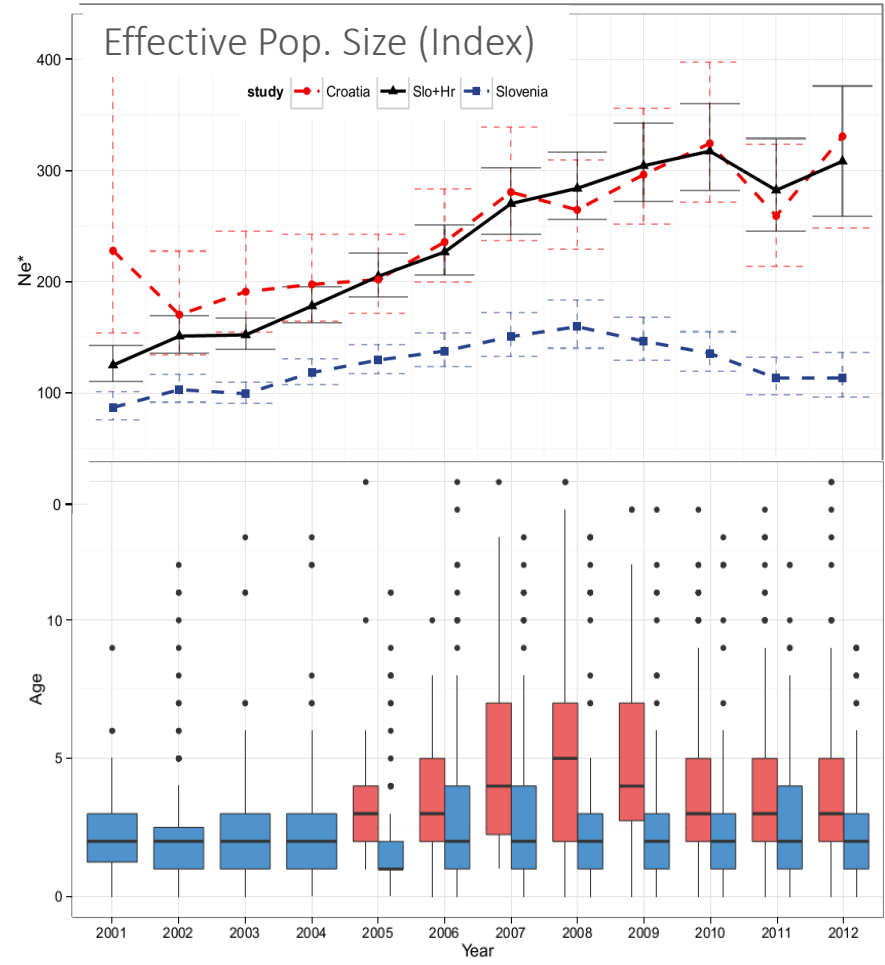 Effective Pop. Size (Index)
400
study Croatia Slo+Hr Slovenia
300
Ne*
200
100
0
10
Age
5
0
2001 2002 2003 2004 2005 2006 2007 2008 2009 2010 2011 2012
Year